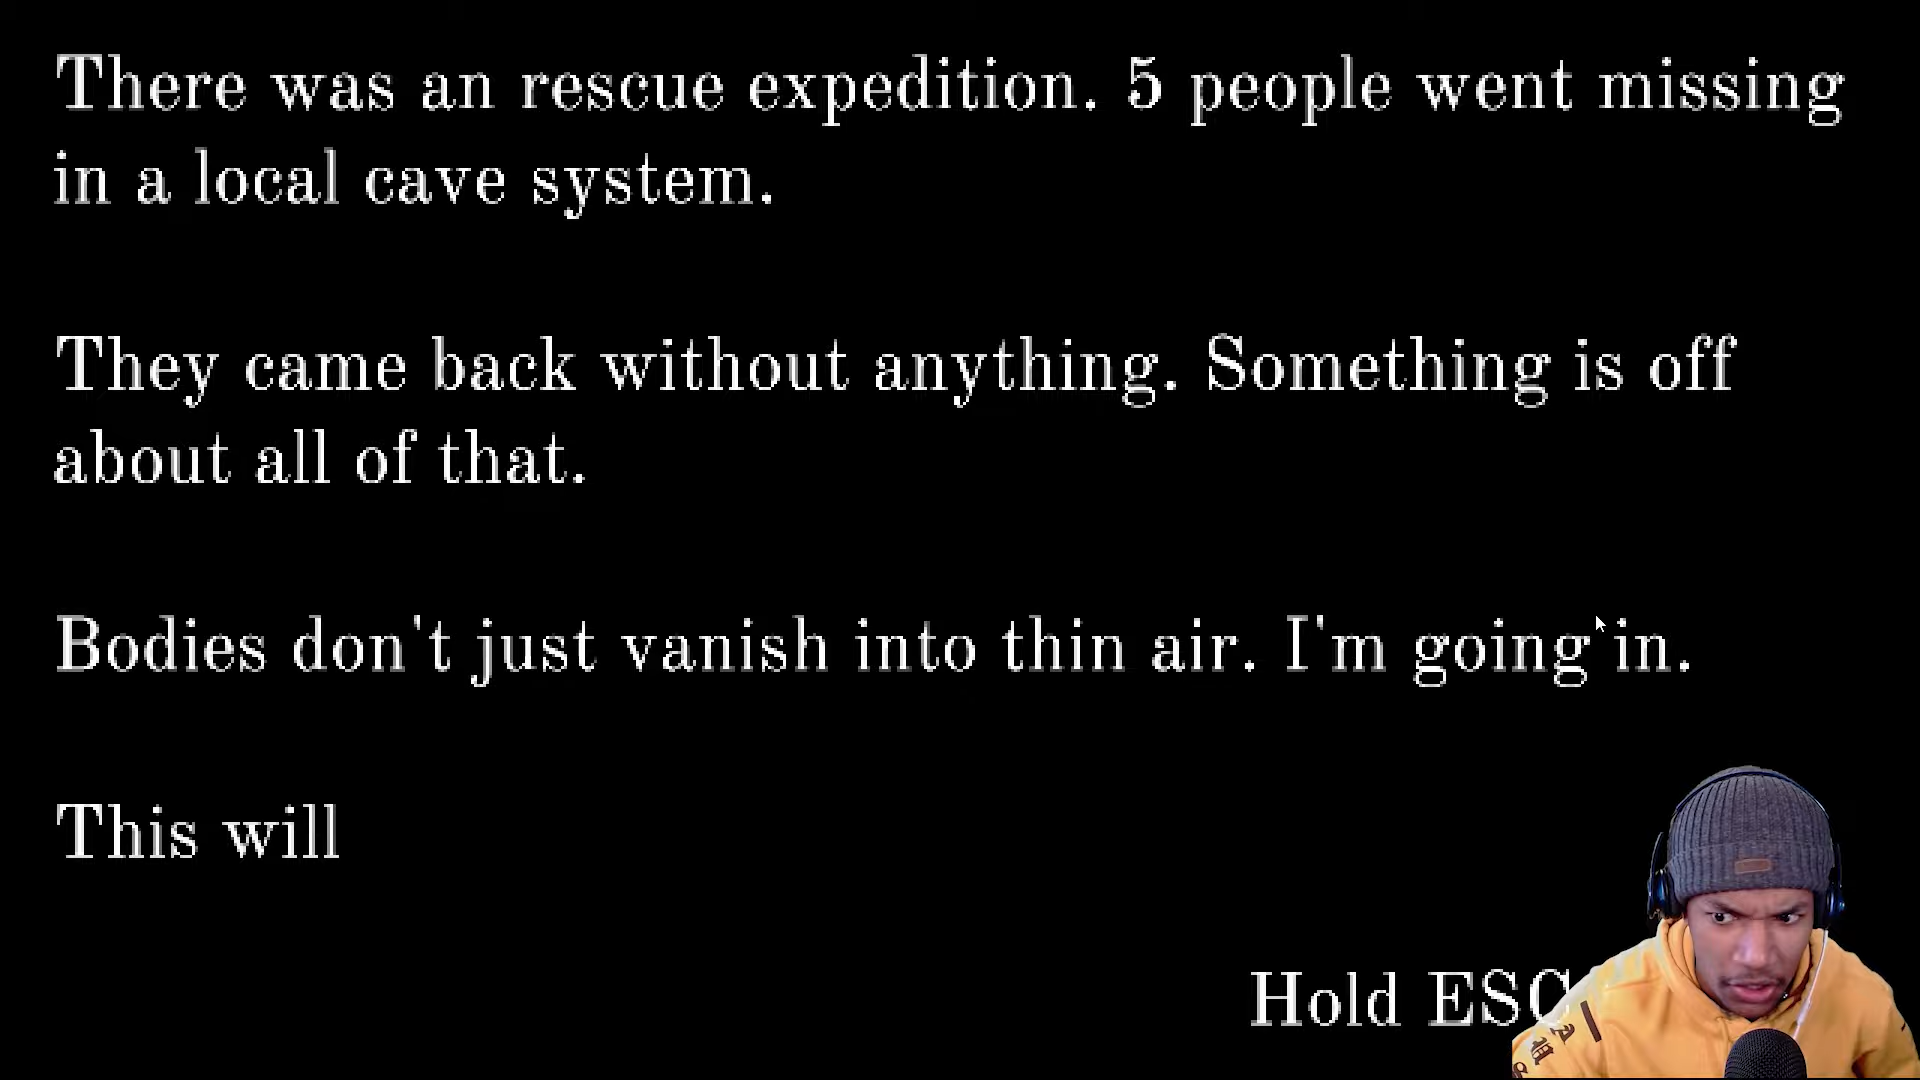 There was an rescue expedition. 5 people went missing
in a local cave system.
They came back without anything. Something is off
about all of that.
Bodies don't just vanish into thin air. I'm going in.
This will
Hold ESC